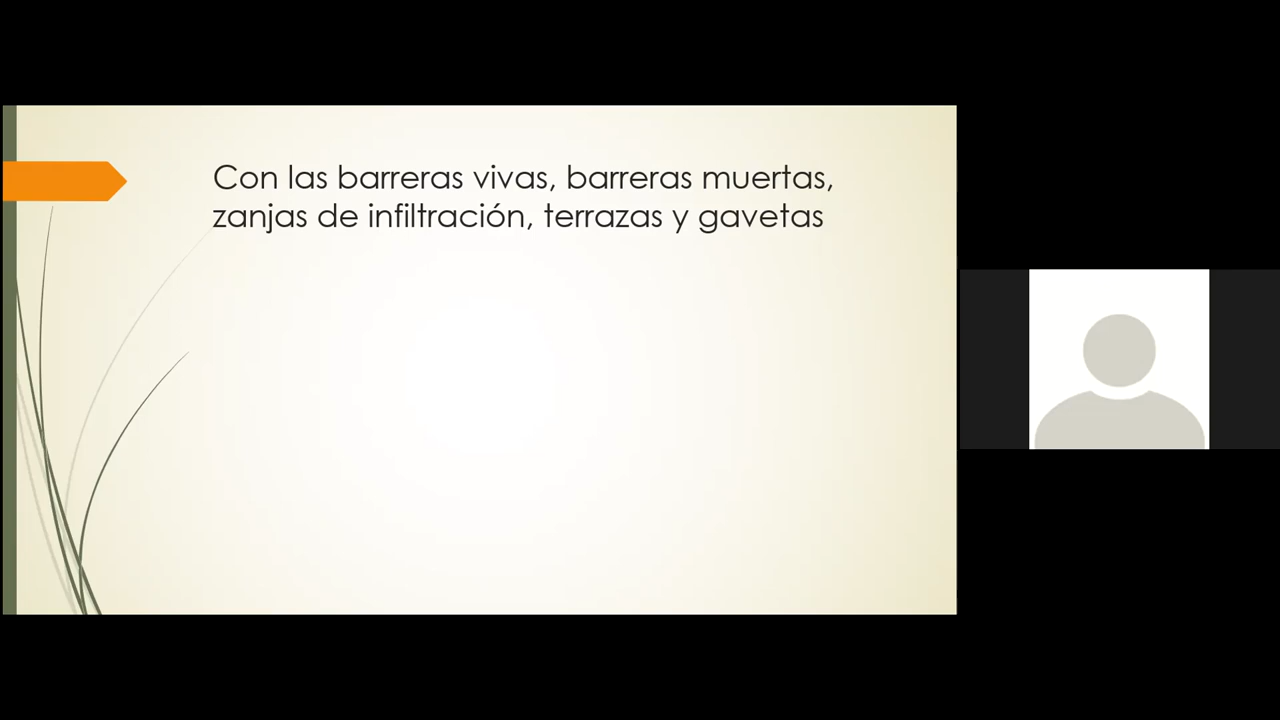 Con las barreras vivas, barreras muertas,
zanjas de infiltración, terrazas y gavetas